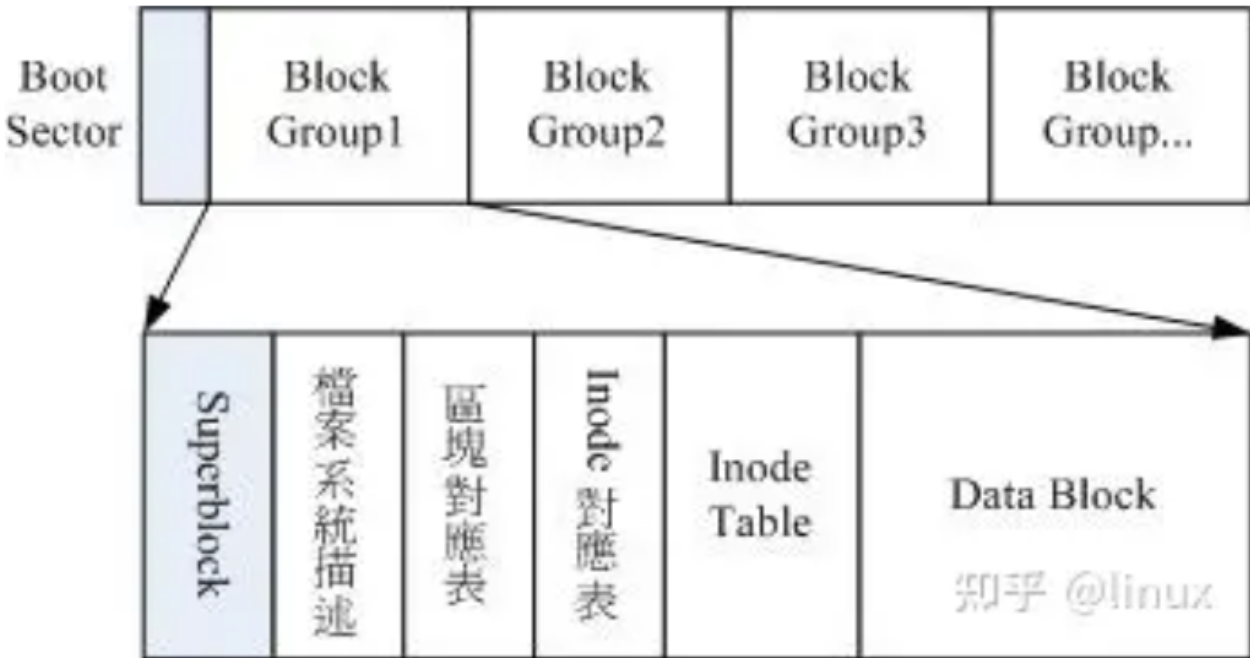 Boot
Sector
Block
Group1
Block
Group2
Block
Group3
Block
Group...
Superblock
檔案系統描述
區塊對應表
Inode 對應表
Inode
Table
Data Block
知乎 @linux